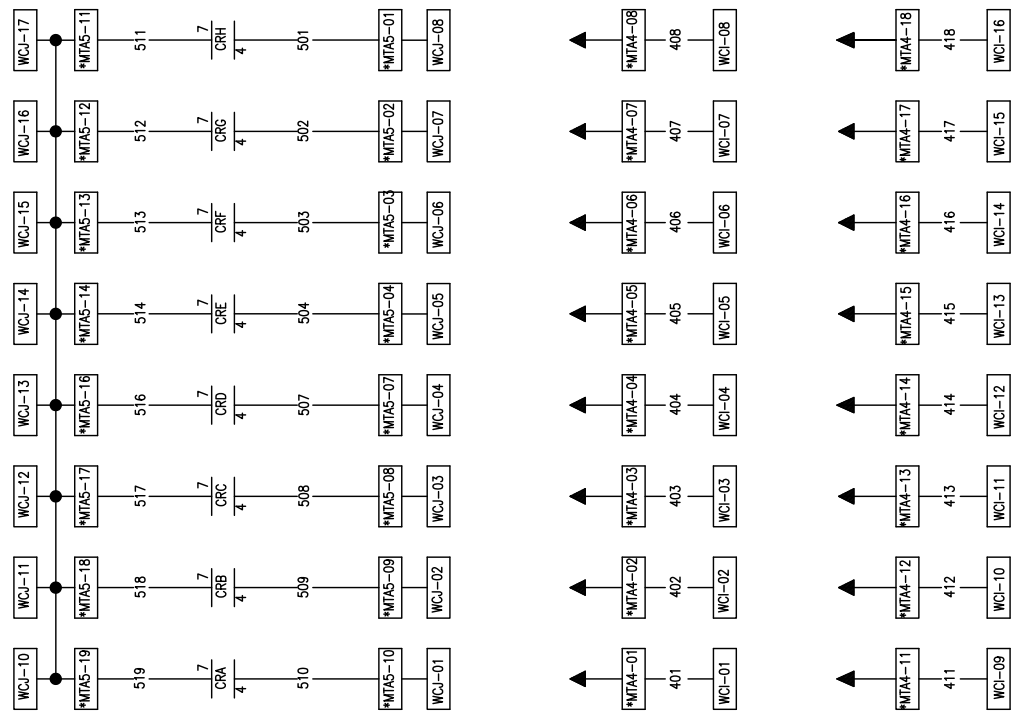 WCJ-17 *MTA5-11 511 7 CRH 4 501 *MTA5-01 WCJ-08 *MTA4-08 408 WCI-08 *MTA4-18 418 WCI-16
WCJ-16 *MTA5-12 512 7 CRG 4 502 *MTA5-02 WCJ-07 *MTA4-07 407 WCI-07 *MTA4-17 417 WCI-15
WCJ-15 *MTA5-13 513 7 CRF 4 503 *MTA5-03 WCJ-06 *MTA4-06 406 WCI-06 *MTA4-16 416 WCI-14
WCJ-14 *MTA5-14 514 7 CRE 4 504 *MTA5-04 WCJ-05 *MTA4-05 405 WCI-05 *MTA4-15 415 WCI-13
WCJ-13 *MTA5-16 516 7 CRD 4 507 *MTA5-07 WCJ-04 *MTA4-04 404 WCI-04 *MTA4-14 414 WCI-12
WCJ-12 *MTA5-17 517 7 CRC 4 508 *MTA5-08 WCJ-03 *MTA4-03 403 WCI-03 *MTA4-13 413 WCI-11
WCJ-11 *MTA5-18 518 7 CRB 4 509 *MTA5-09 WCJ-02 *MTA4-02 402 WCI-02 *MTA4-12 412 WCI-10
WCJ-10 *MTA5-19 519 7 CRA 4 510 *MTA5-10 WCJ-01 *MTA4-01 401 WCI-01 *MTA4-11 411 WCI-09